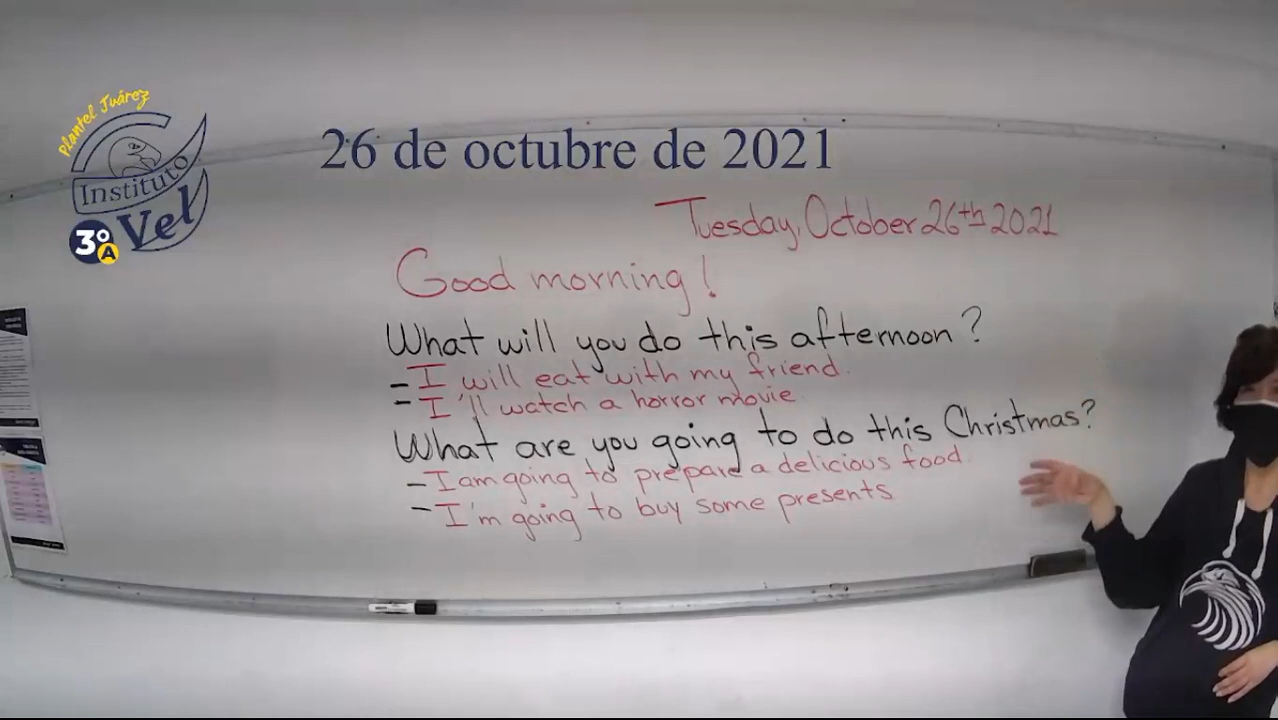 Plantel Juárez
Instituto
Vel
3º A
26 de octubre de 2021
Tuesday, October 26th 2021
Good morning!
What will you do this afternoon?
- I will eat with my friend.
- I'll watch a horror movie
What are you going to do this Christmas?
- I am going to prepare a delicious food.
- I'm going to buy some presents